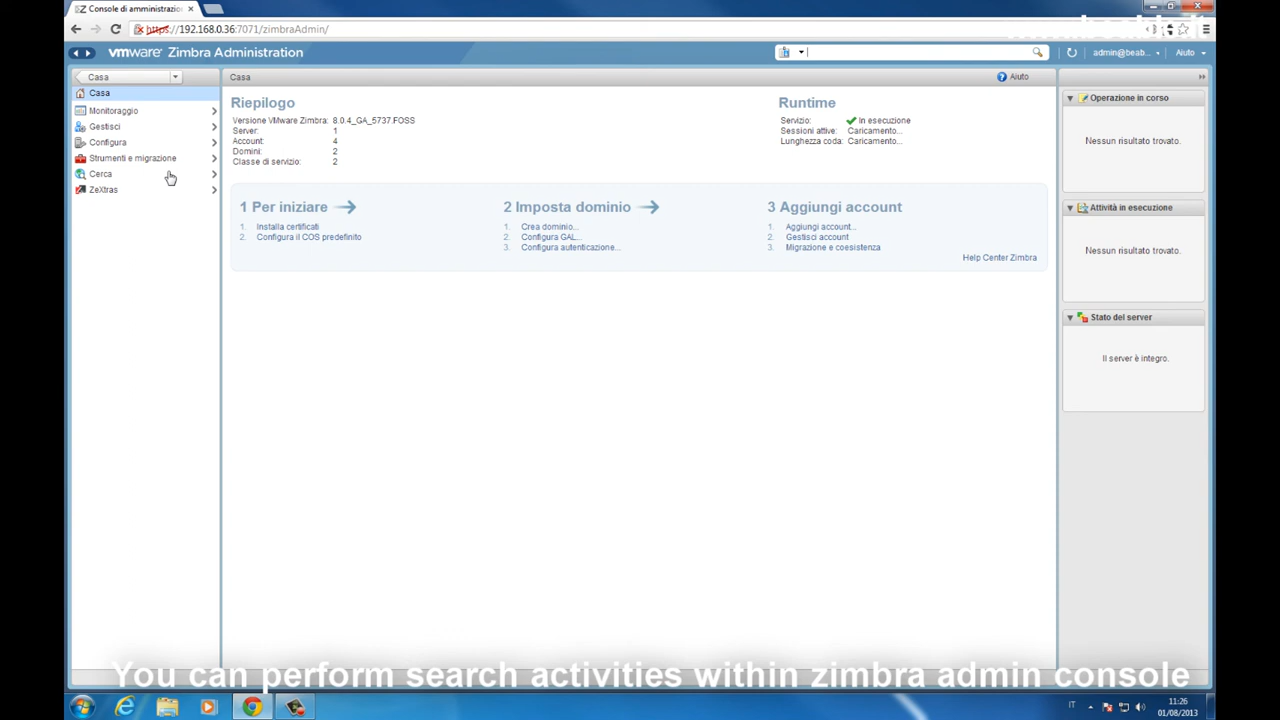 Console di amministrazio
https://192.168.0.36:7071/zimbraAdmin/
vmware Zimbra Administration
admin@beab...
Aiuto
Casa
Casa
Aiuto
Casa
Monitoraggio
Gestisci
Configura
Strumenti e migrazione
Cerca
ZeXtras
Riepilogo
Versione VMware Zimbra: 8.0.4_GA_5737.FOSS
Server: 1
Account: 4
Domini: 2
Classe di servizio: 2
Runtime
Servizio: In esecuzione
Sessioni attive: Caricamento...
Lunghezza coda: Caricamento...
1 Per iniziare
1. Installa certificati
2. Configura il COS predefinito
2 Imposta dominio
1. Crea dominio...
2. Configura GAL...
3. Configura autenticazione...
3 Aggiungi account
1. Aggiungi account...
2. Gestisci account
3. Migrazione e coesistenza
Help Center Zimbra
Operazione in corso
Nessun risultato trovato.
Attività in esecuzione
Nessun risultato trovato.
Stato del server
Il server è integro.
You can perform search activities within zimbra admin console
IT
11:26
01/08/2013